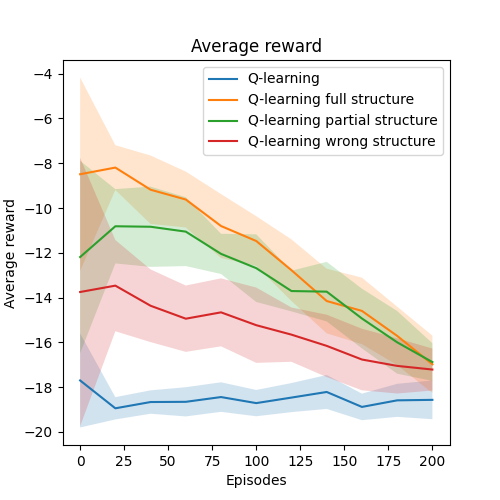 Average reward
Q-learning
Q-learning full structure
Q-learning partial structure
Q-learning wrong structure
Average reward
−4
−6
−8
−10
−12
−14
−16
−18
−20
0
25
50
75
100
125
150
175
200
Episodes